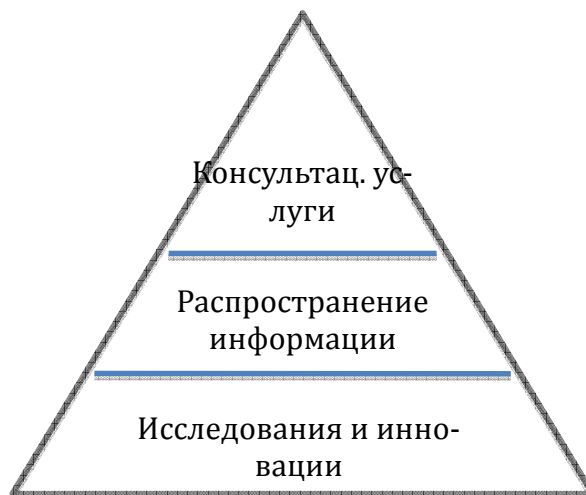 Консультац. ус-
луги
Распространение
информации
Исследования и инно-
вации